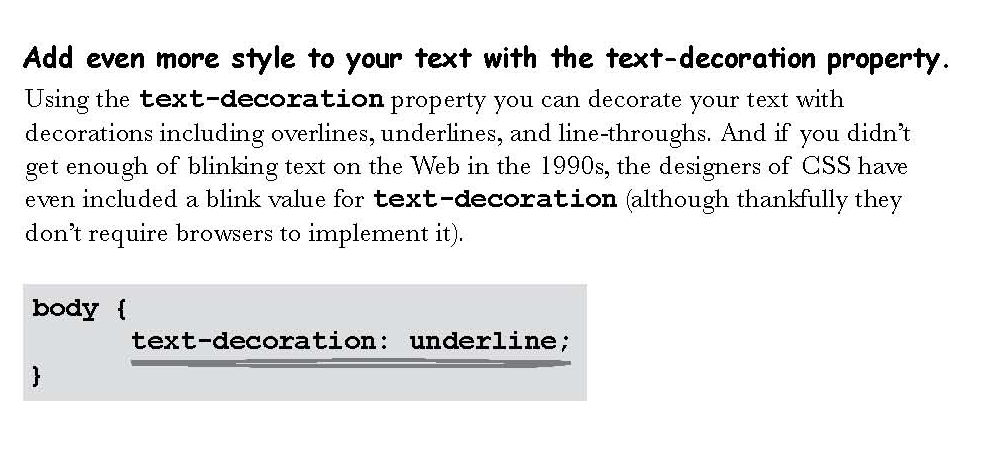 Add even more style to your text with the text-decoration property.
Using the text-decoration property you can decorate your text with
decorations including overlines, underlines, and line-throughs. And if you didn’t
get enough of blinking text on the Web in the 1990s, the designers of CSS have
even included a blink value for text-decoration (although thankfully they
don’t require browsers to implement it).
body {
text-decoration: underline;
}